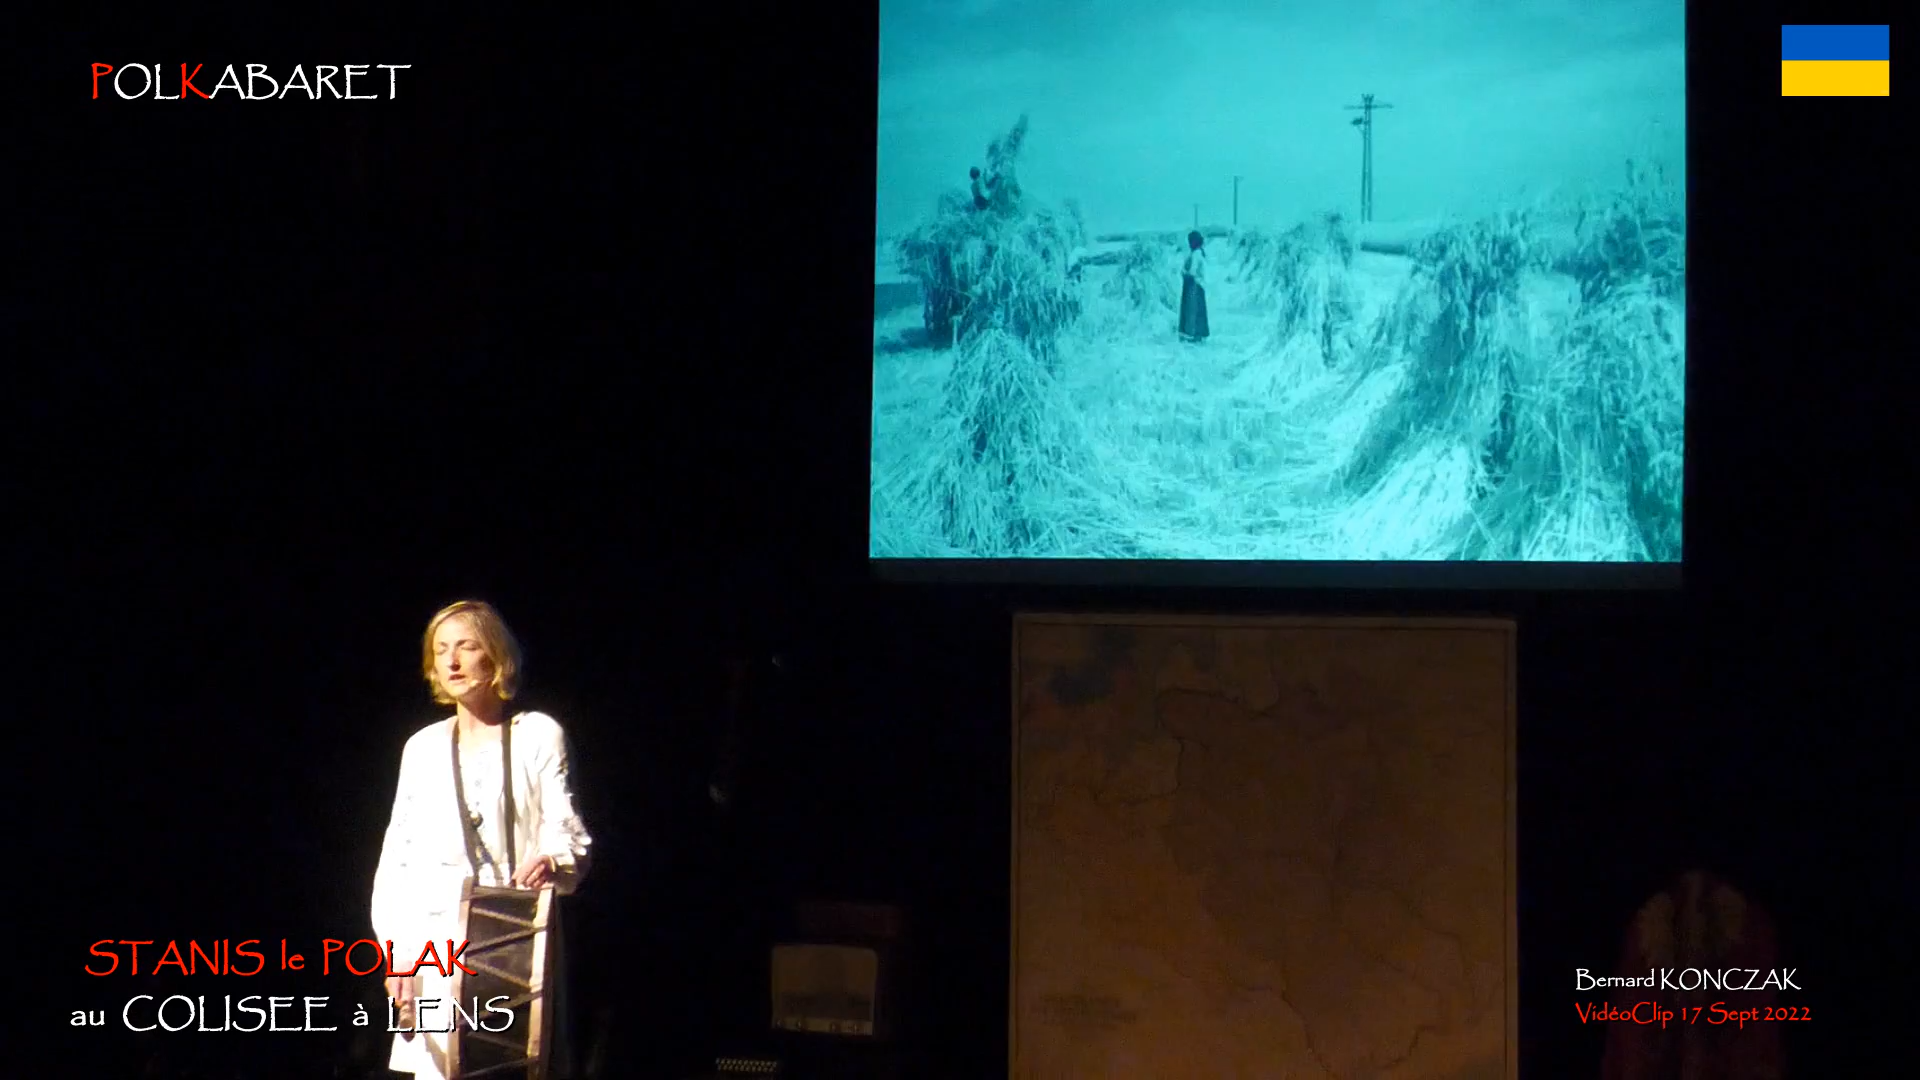 POLKABARET
STANIS le POLAK
au COLISEE à LENS
Bernard KONCZAK
VidéoClip 17 Sept 2022